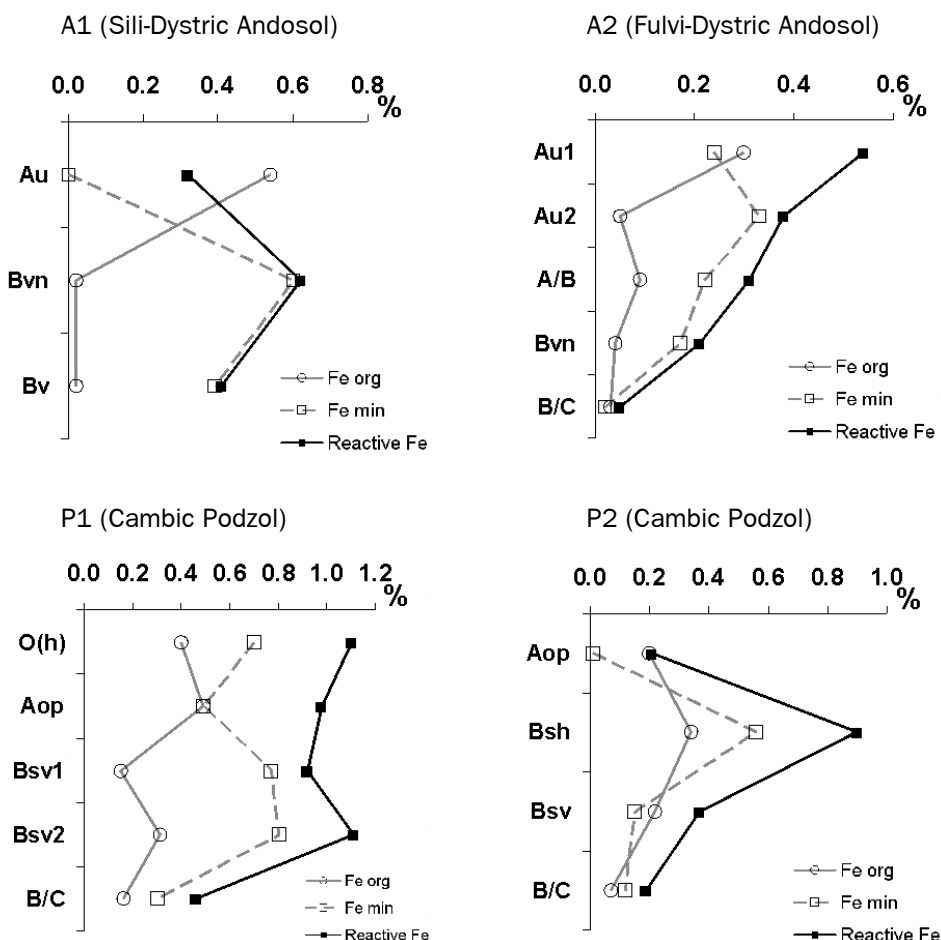 A1 (Sili-Dystric Andosol)
0.0 0.2 0.4 0.6 0.8
%
Au
Bvn
Bv
Fe org
Fe min
Reactive Fe
A2 (Fulvi-Dystric Andosol)
0.0 0.2 0.4 0.6
%
Au1
Au2
A/B
Bvn
B/C
Fe org
Fe min
Reactive Fe
P1 (Cambic Podzol)
0.0 0.2 0.4 0.6 0.8 1.0 1.2
%
O(h)
Aop
Bsv1
Bsv2
B/C
Fe org
Fe min
Reactive Fe
P2 (Cambic Podzol)
0.0 0.2 0.4 0.6 0.8 1.0
%
Aop
Bsh
Bsv
B/C
Fe org
Fe min
Reactive Fe